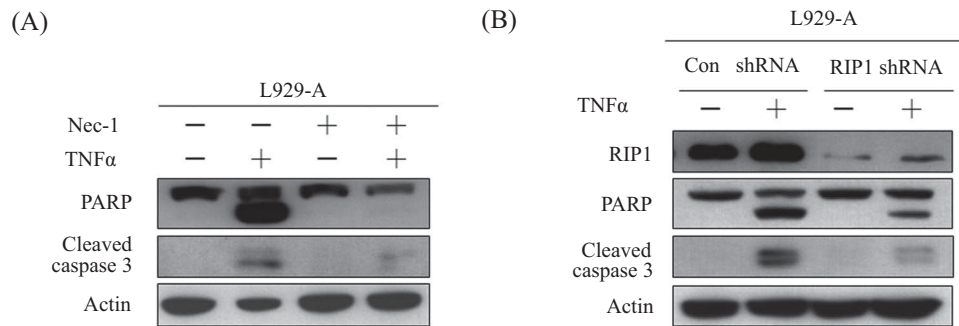 (A)
L929-A
Nec-1 − − + +
TNFα − + − +
PARP
Cleaved
caspase 3
Actin
(B)
L929-A
Con shRNA RIP1 shRNA
TNFα − + − +
RIP1
PARP
Cleaved
caspase 3
Actin